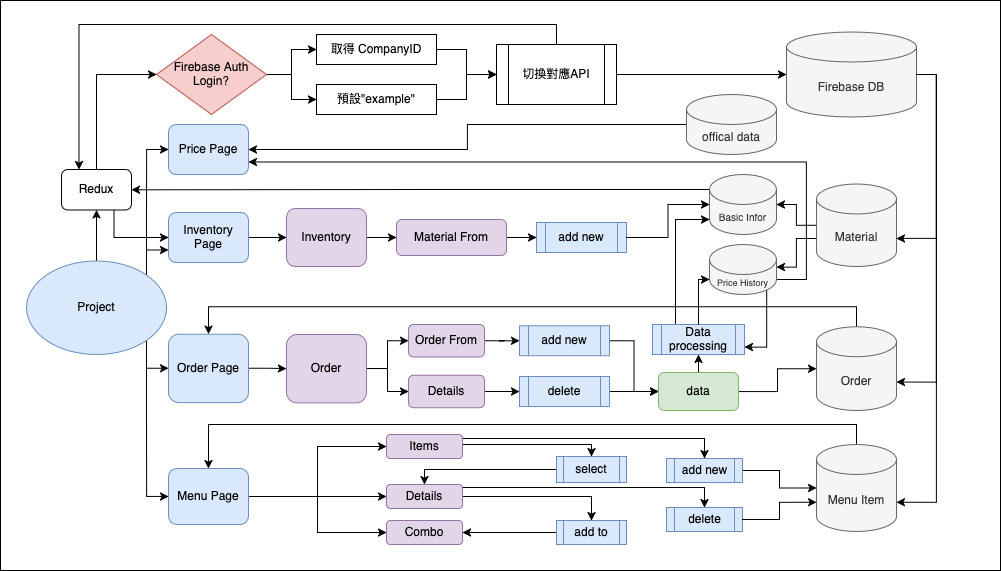 Firebase Auth
Login?
取得 CompanyID
預設"example"
切換對應API
Firebase DB
offical data
Price Page
Redux
Inventory
Page
Inventory
Material From
add new
Basic Infor
Material
Price History
Project
Order Page
Order
Order From
Details
add new
delete
Data
processing
data
Order
Menu Page
Items
Details
Combo
select
add to
add new
delete
Menu Item